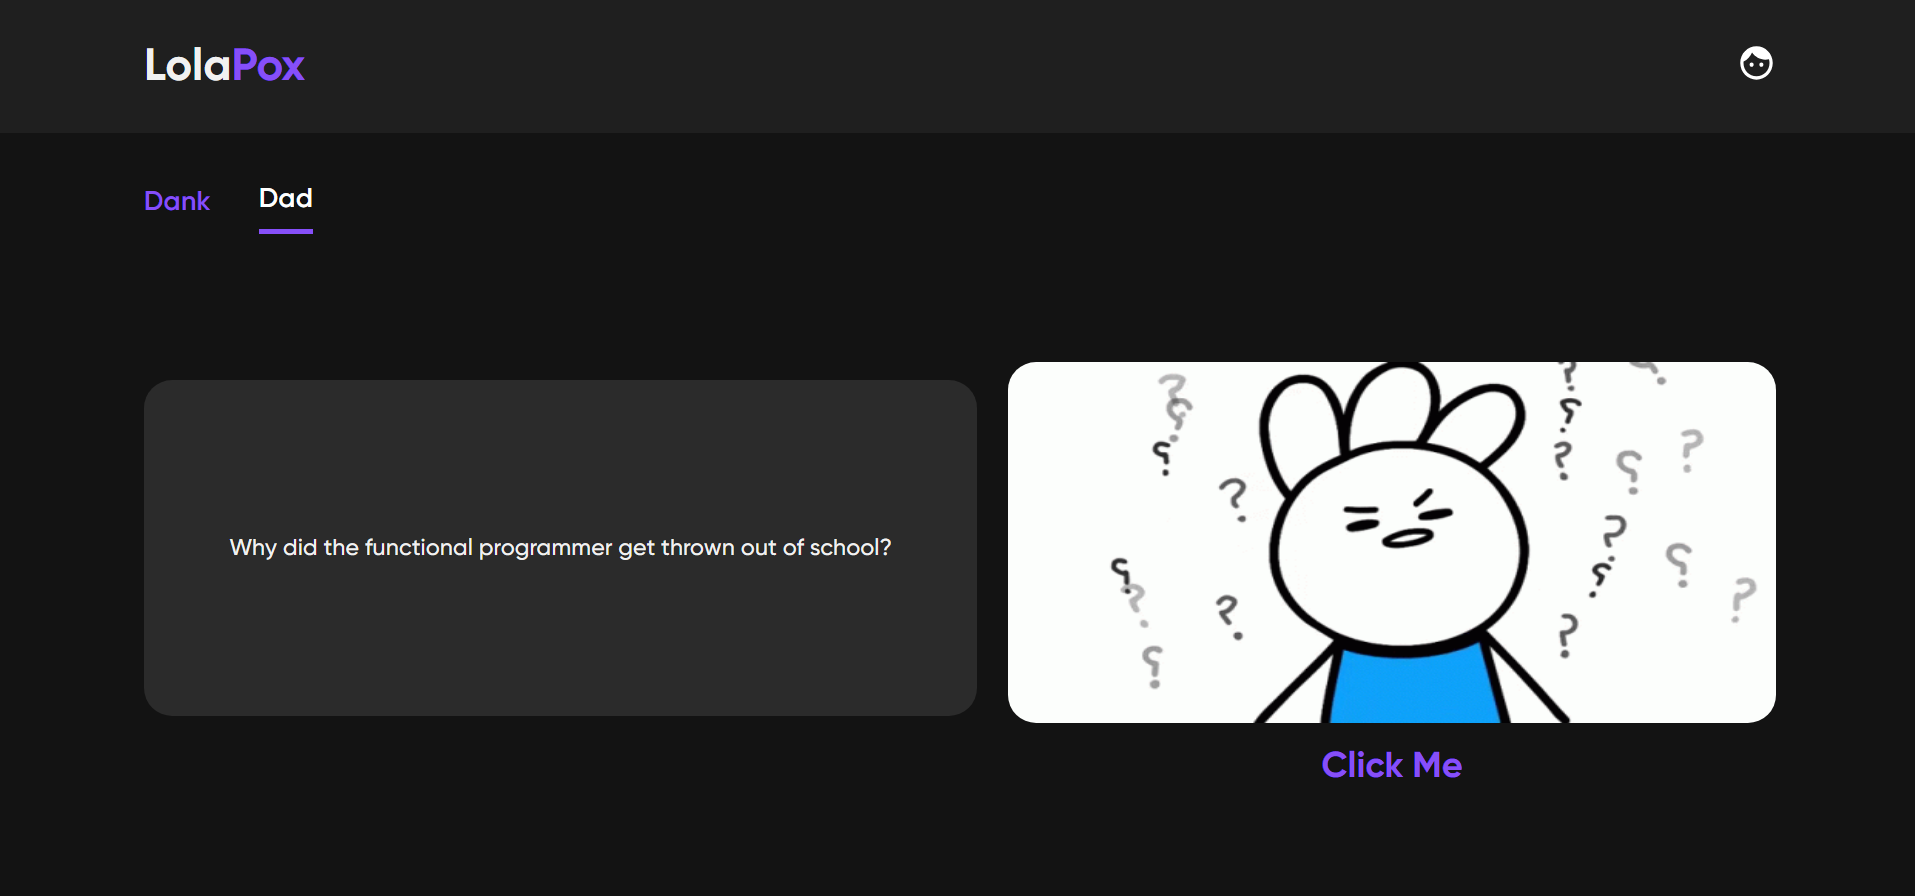 LolaPox
Dank Dad
Why did the functional programmer get thrown out of school?
? ? ? ? ? ? ? ? ? ? ? ? ? ? ? ? ? ? ? ? ?
Click Me